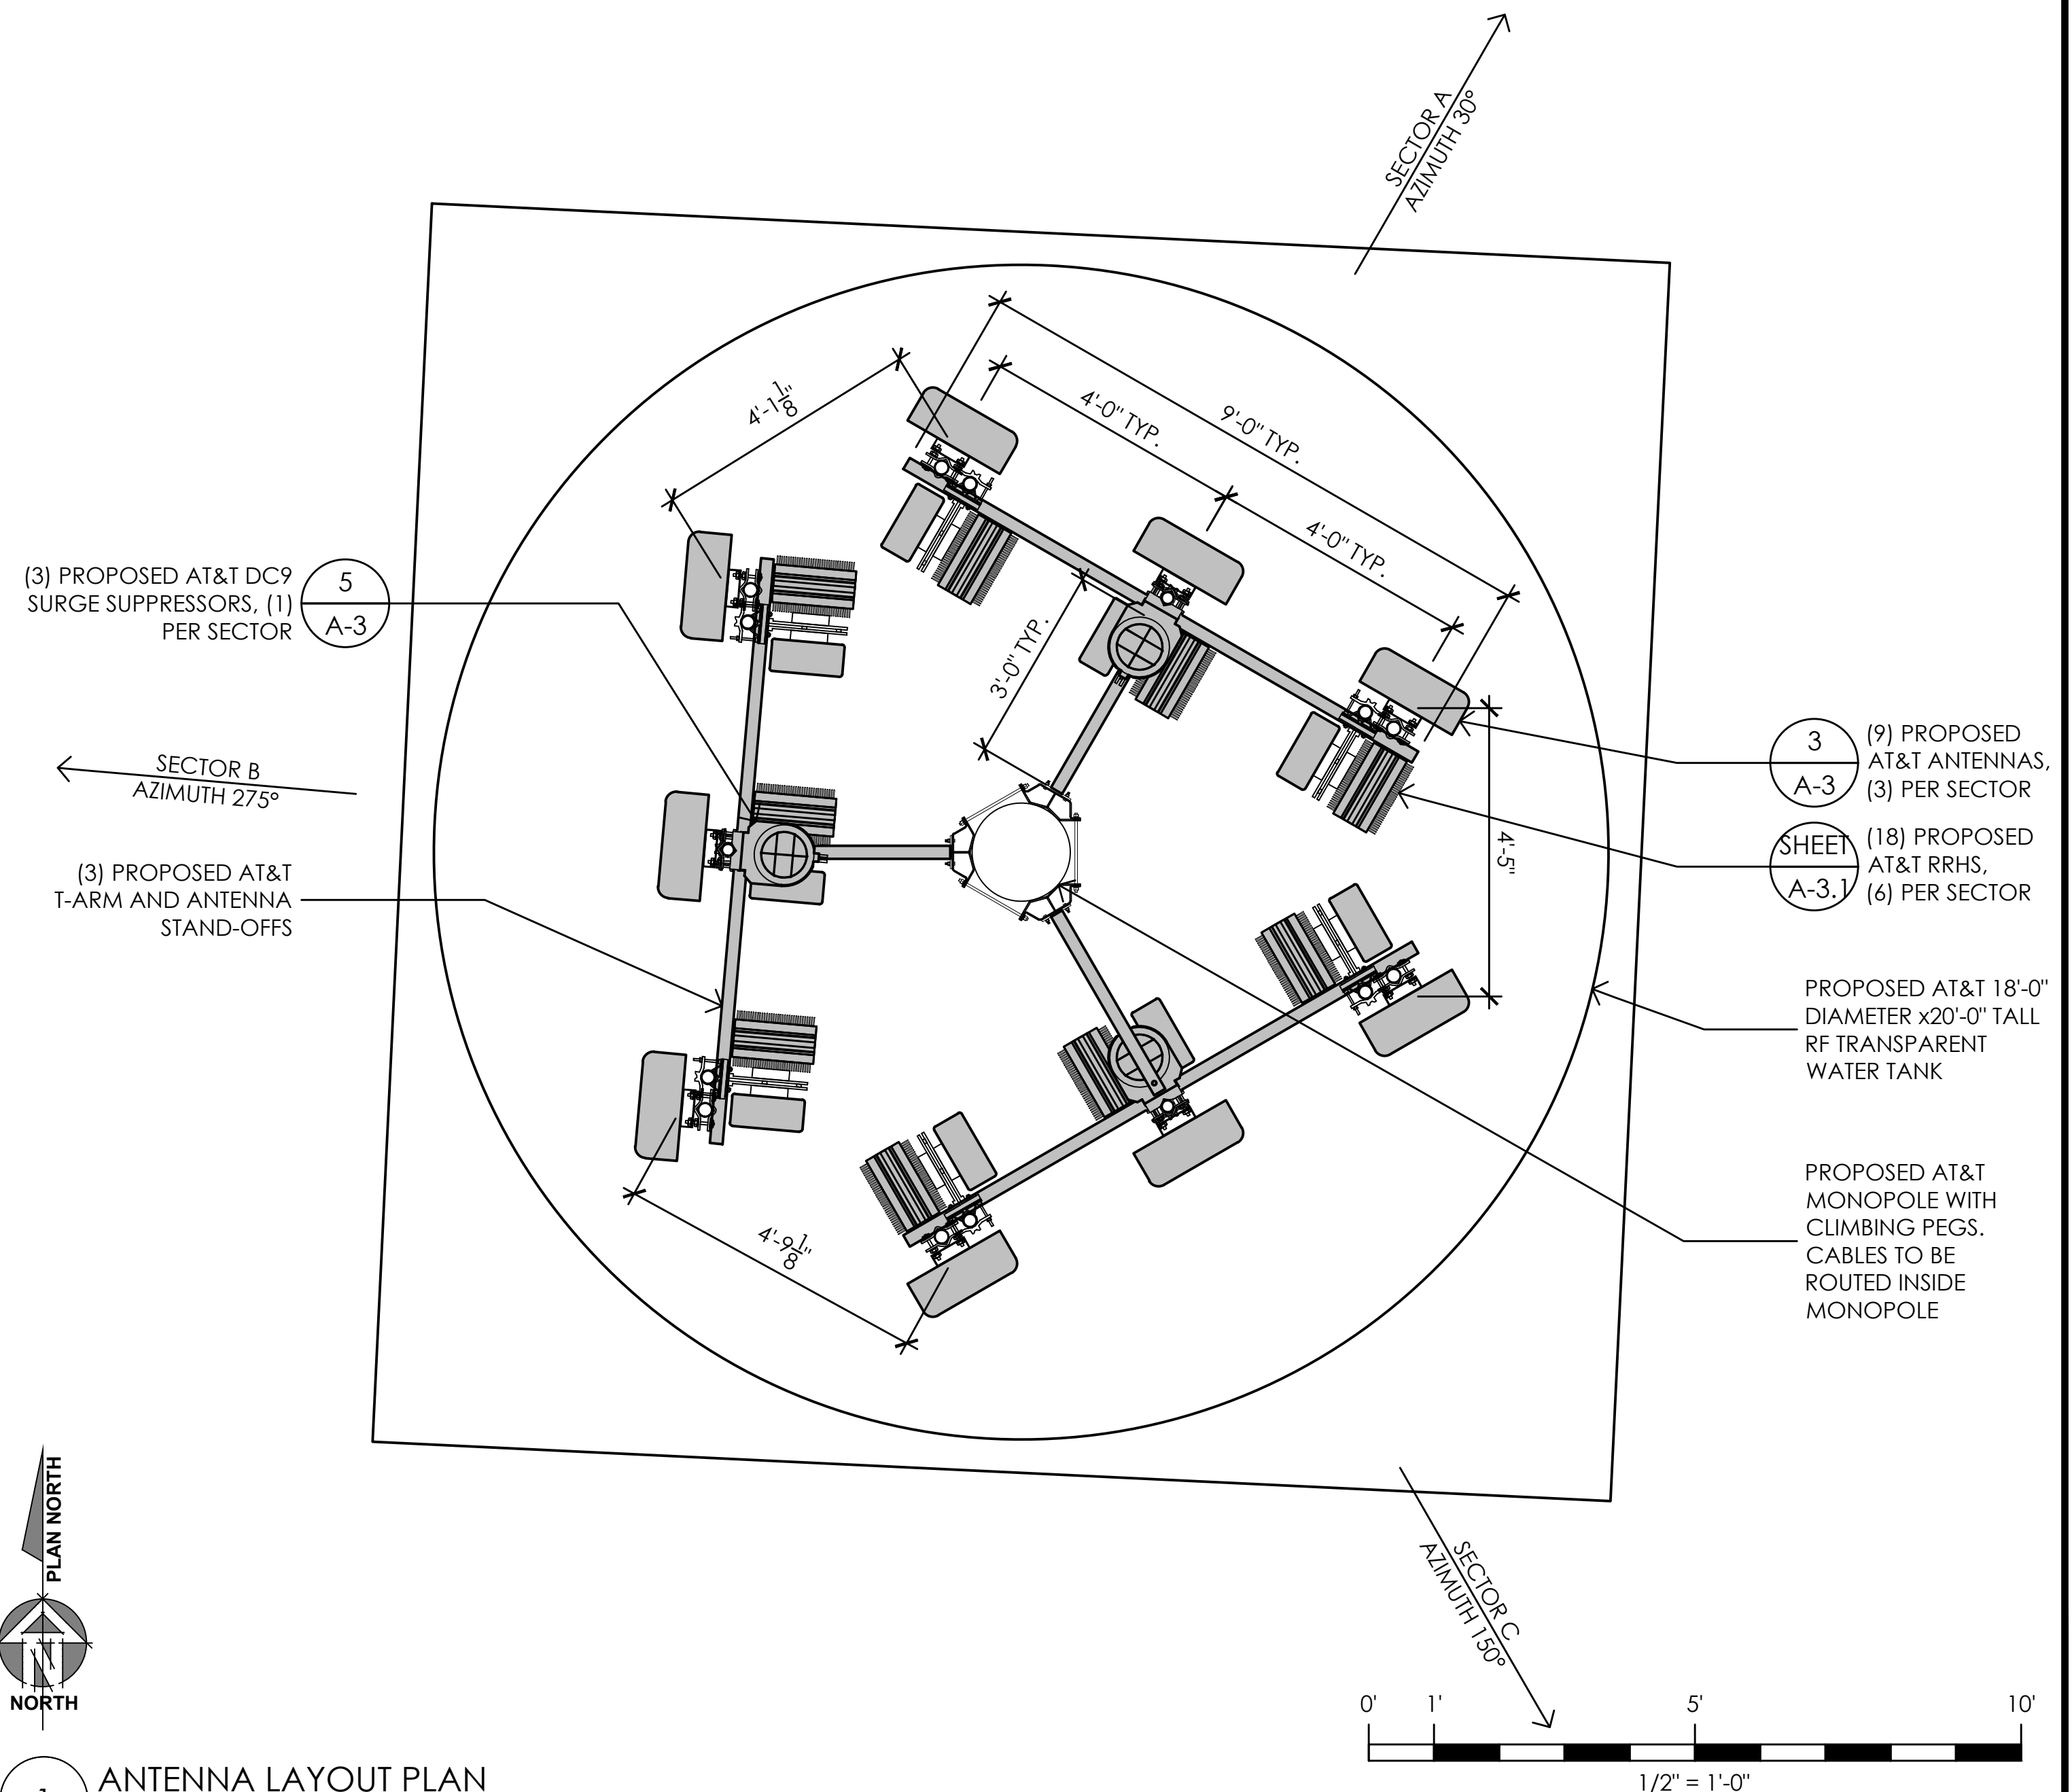 SECTOR A
AZIMUTH 30°
4'-1 1/8"
4'-0" TYP.
9'-0" TYP.
4'-0" TYP.
3'-0" TYP.
(3) PROPOSED AT&T DC9
SURGE SUPPRESSORS, (1)
PER SECTOR
5
A-3
SECTOR B
AZIMUTH 275°
(3) PROPOSED AT&T
T-ARM AND ANTENNA
STAND-OFFS
3
A-3
(9) PROPOSED
AT&T ANTENNAS,
(3) PER SECTOR
SHEET
A-3.1
(18) PROPOSED
AT&T RRHS,
(6) PER SECTOR
4'-5"
PROPOSED AT&T 18'-0"
DIAMETER x20'-0" TALL
RF TRANSPARENT
WATER TANK
PROPOSED AT&T
MONOPOLE WITH
CLIMBING PEGS.
CABLES TO BE
ROUTED INSIDE
MONOPOLE
4'-9 1/8"
SECTOR C
AZIMUTH 150°
PLAN NORTH
N
NORTH
0' 1' 5' 10'
1/2" = 1'-0"
ANTENNA LAYOUT PLAN